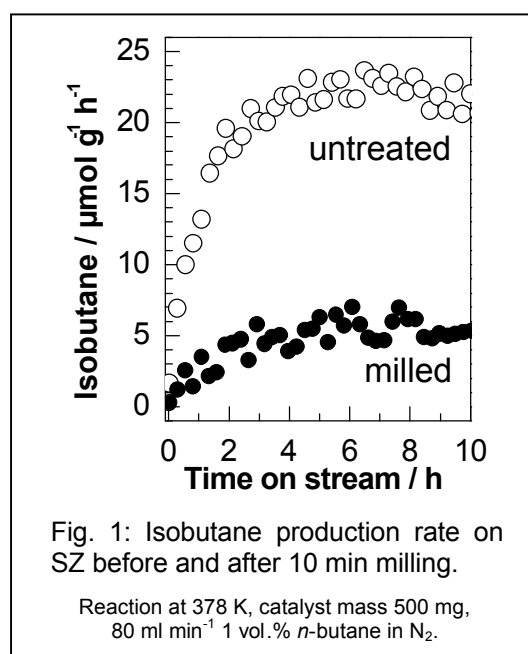 25
20
15
10
5
0
Isobutane / µmol g⁻¹ h⁻¹
untreated
milled
0 2 4 6 8 10
Time on stream / h
Fig. 1: Isobutane production rate on
SZ before and after 10 min milling.
Reaction at 378 K, catalyst mass 500 mg,
80 ml min⁻¹ 1 vol.% n-butane in N₂.